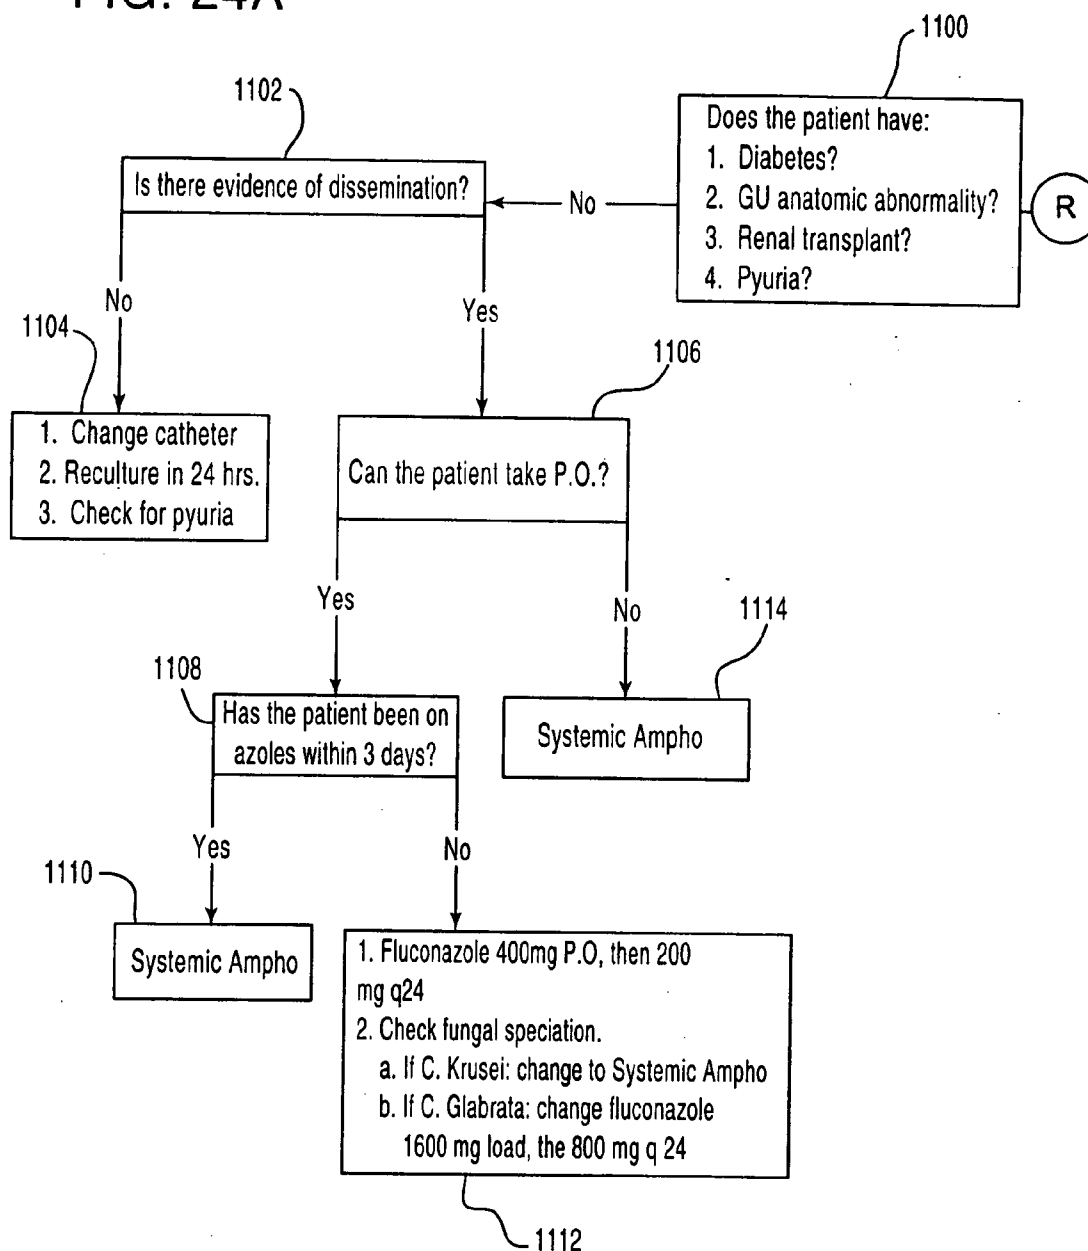 FIG. 24A
1100
1102
Does the patient have:
1. Diabetes?
2. GU anatomic abnormality?
3. Renal transplant?
4. Pyuria?
R
Is there evidence of dissemination?
No
No
Yes
1104
1106
1. Change catheter
2. Reculture in 24 hrs.
3. Check for pyuria
Can the patient take P.O.?
Yes
No
1114
1108
Has the patient been on
azoles within 3 days?
Systemic Ampho
Yes
No
1110
Systemic Ampho
1. Fluconazole 400mg P.O, then 200
mg q24
2. Check fungal speciation.
a. If C. Krusei: change to Systemic Ampho
b. If C. Glabrata: change fluconazole
1600 mg load, the 800 mg q 24
1112